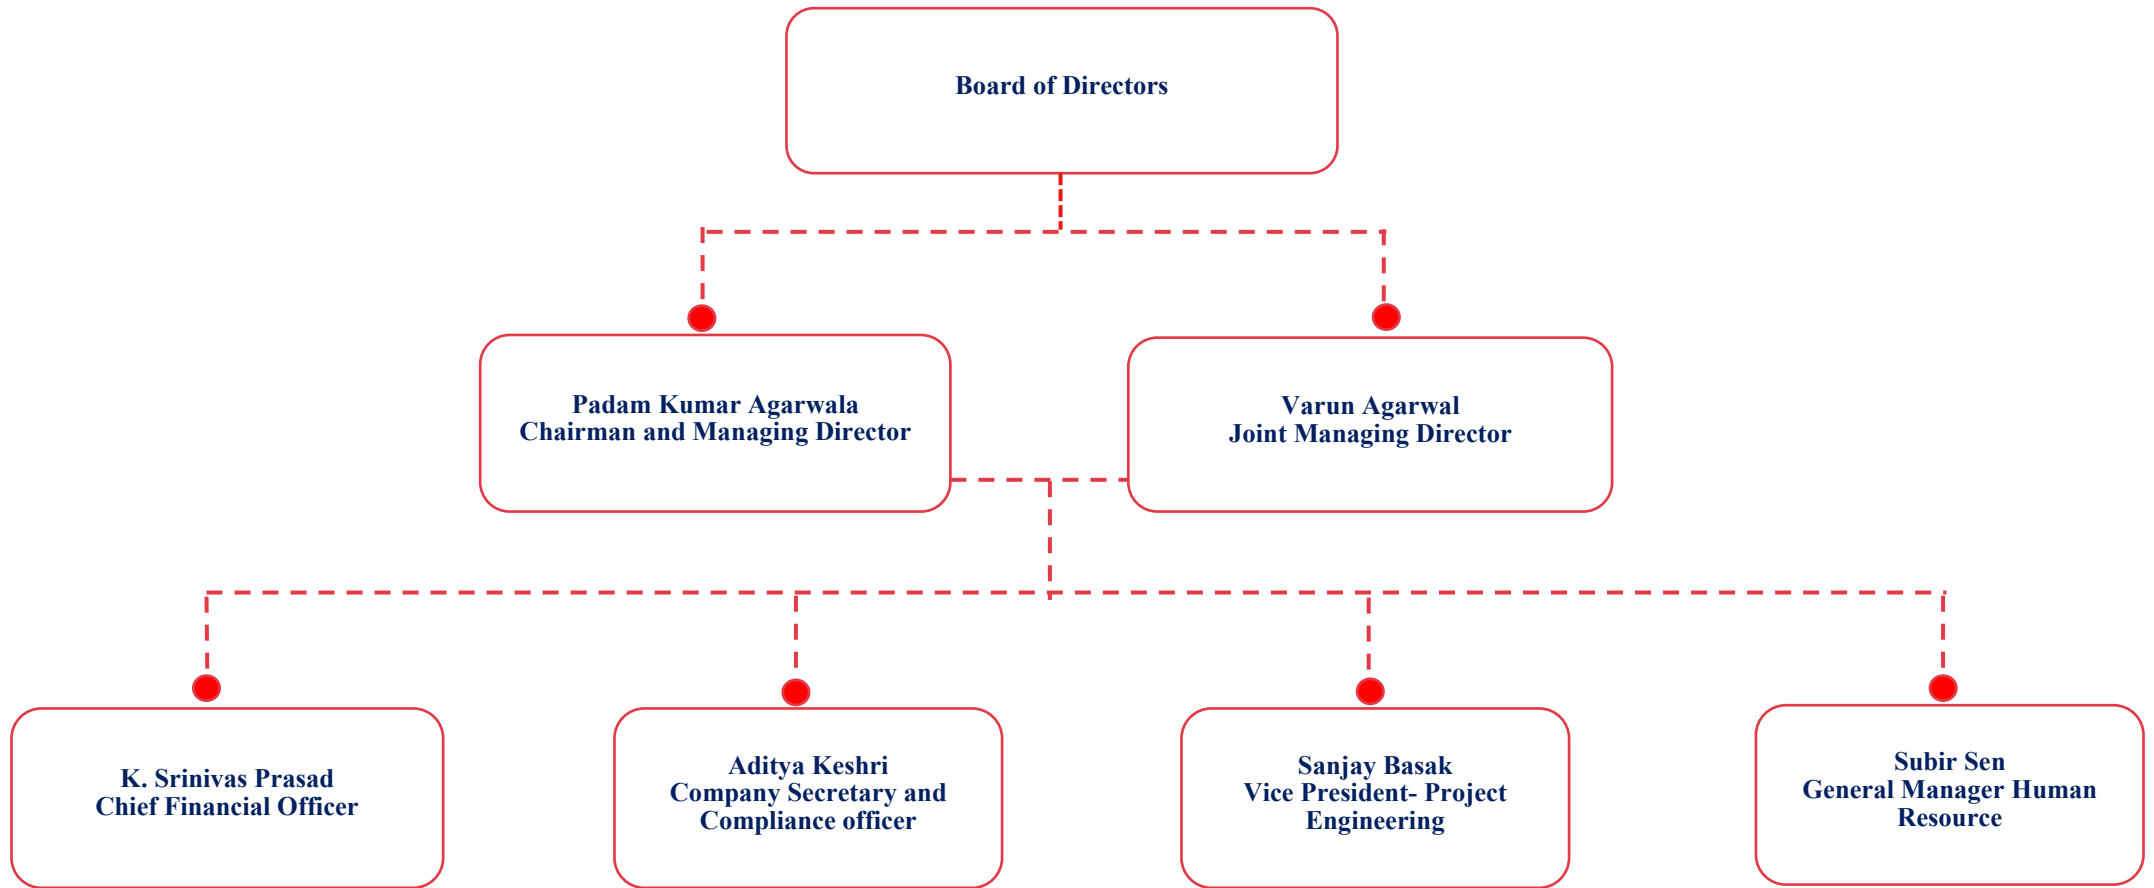 Board of Directors
Padam Kumar Agarwala
Chairman and Managing Director
Varun Agarwal
Joint Managing Director
K. Srinivas Prasad
Chief Financial Officer
Aditya Keshri
Company Secretary and
Compliance officer
Sanjay Basak
Vice President- Project
Engineering
Subir Sen
General Manager Human
Resource